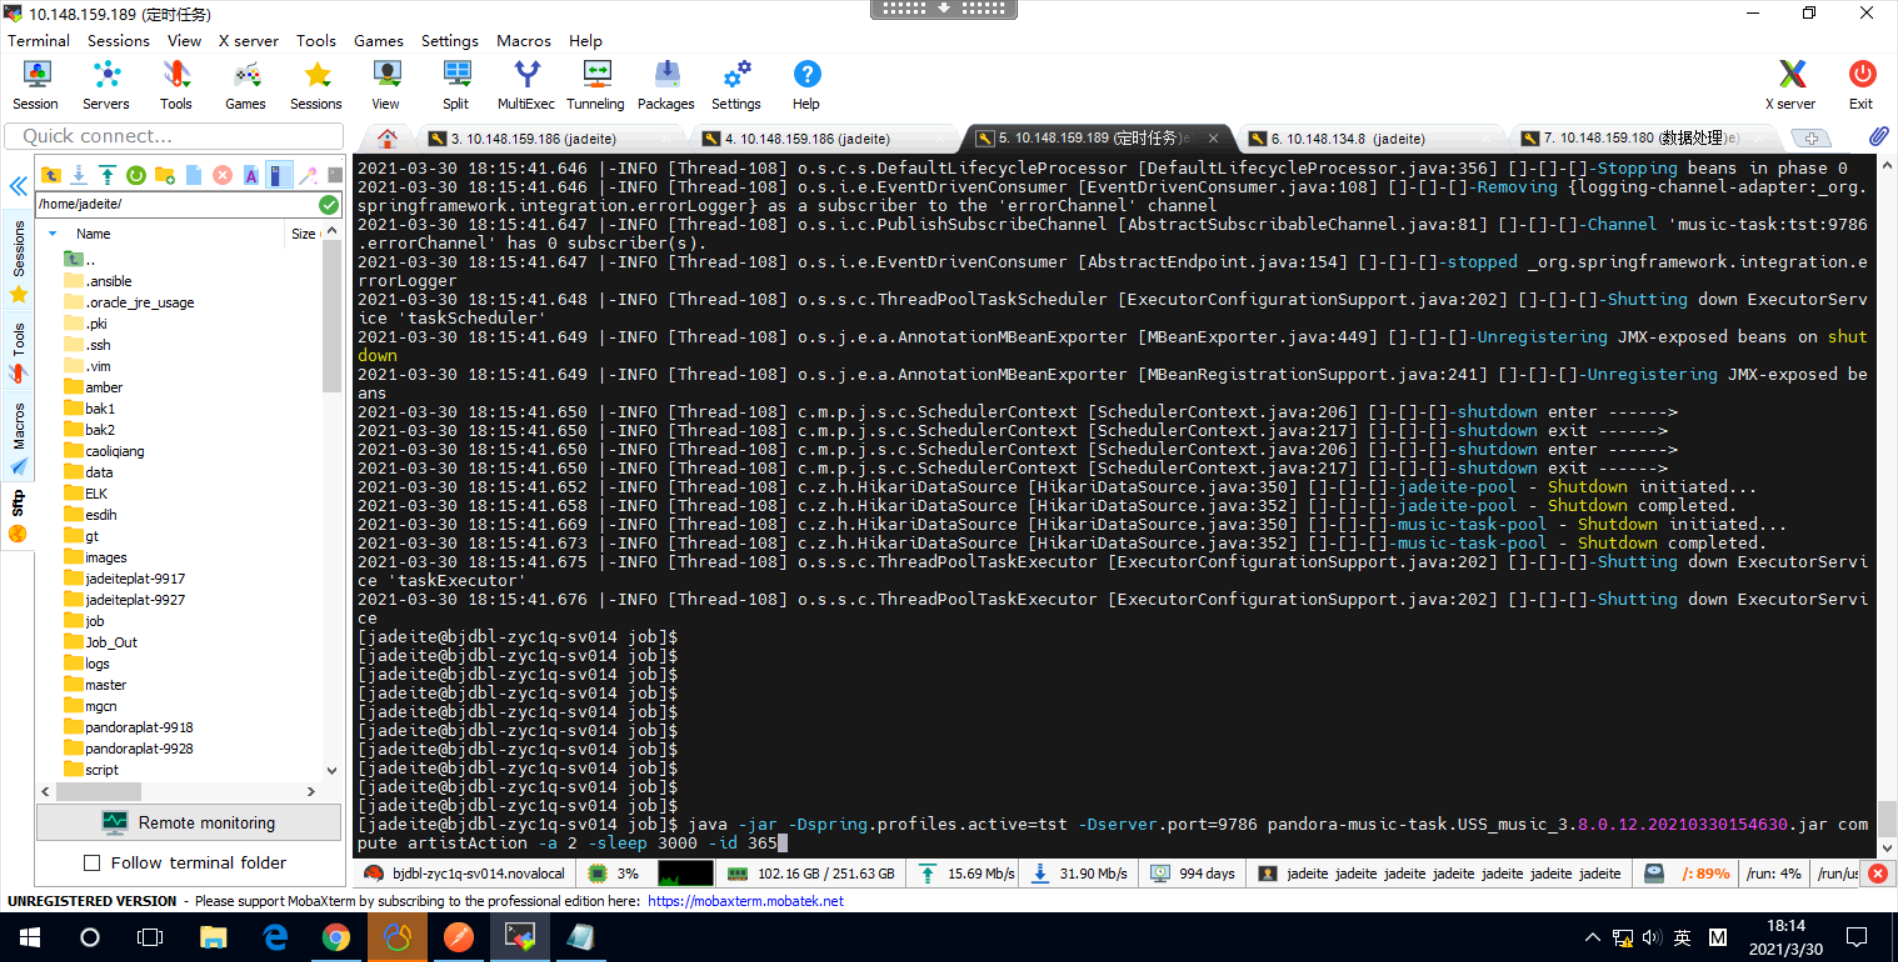 10.148.159.189 (定时任务)
Terminal Sessions View X server Tools Games Settings Macros Help
Session Servers Tools Games Sessions View Split MultiExec Tunneling Packages Settings Help X server Exit
Quick connect...
3. 10.148.159.186 (jadeite)
4. 10.148.159.186 (jadeite)
5. 10.148.159.189 (定时任务)
6. 10.148.134.8 (jadeite)
7. 10.148.159.180 (数据处理)
/home/jadeite/
Name Size
..
.ansible
.oracle_jre_usage
.pki
.ssh
.vim
amber
bak1
bak2
caoliqiang
data
ELK
esdih
gt
images
jadeiteplat-9917
jadeiteplat-9927
job
Job_Out
logs
master
mgcn
pandoraplat-9918
pandoraplat-9928
script
Remote monitoring
Follow terminal folder
Sessions
Tools
Macros
Sftp
2021-03-30 18:15:41.646 |-INFO [Thread-108] o.s.c.s.DefaultLifecycleProcessor [DefaultLifecycleProcessor.java:356] []-[]-[]-Stopping beans in phase 0
2021-03-30 18:15:41.646 |-INFO [Thread-108] o.s.i.e.EventDrivenConsumer [EventDrivenConsumer.java:108] []-[]-[]-Removing {logging-channel-adapter:_org.
springframework.integration.errorLogger} as a subscriber to the 'errorChannel' channel
2021-03-30 18:15:41.647 |-INFO [Thread-108] o.s.i.c.PublishSubscribeChannel [AbstractSubscribableChannel.java:81] []-[]-[]-Channel 'music-task:tst:9786
.errorChannel' has 0 subscriber(s).
2021-03-30 18:15:41.647 |-INFO [Thread-108] o.s.i.e.EventDrivenConsumer [AbstractEndpoint.java:154] []-[]-[]-stopped _org.springframework.integration.e
rrorLogger
2021-03-30 18:15:41.648 |-INFO [Thread-108] o.s.s.c.ThreadPoolTaskScheduler [ExecutorConfigurationSupport.java:202] []-[]-[]-Shutting down ExecutorServ
ice 'taskScheduler'
2021-03-30 18:15:41.649 |-INFO [Thread-108] o.s.j.e.a.AnnotationMBeanExporter [MBeanExporter.java:449] []-[]-[]-Unregistering JMX-exposed beans on shut
down
2021-03-30 18:15:41.649 |-INFO [Thread-108] o.s.j.e.a.AnnotationMBeanExporter [MBeanRegistrationSupport.java:241] []-[]-[]-Unregistering JMX-exposed be
ans
2021-03-30 18:15:41.650 |-INFO [Thread-108] c.m.p.j.s.c.SchedulerContext [SchedulerContext.java:206] []-[]-[]-shutdown enter ------>
2021-03-30 18:15:41.650 |-INFO [Thread-108] c.m.p.j.s.c.SchedulerContext [SchedulerContext.java:217] []-[]-[]-shutdown exit ------>
2021-03-30 18:15:41.650 |-INFO [Thread-108] c.m.p.j.s.c.SchedulerContext [SchedulerContext.java:206] []-[]-[]-shutdown enter ------>
2021-03-30 18:15:41.650 |-INFO [Thread-108] c.m.p.j.s.c.SchedulerContext [SchedulerContext.java:217] []-[]-[]-shutdown exit ------>
2021-03-30 18:15:41.652 |-INFO [Thread-108] c.z.h.HikariDataSource [HikariDataSource.java:350] []-[]-[]-jadeite-pool - Shutdown initiated...
2021-03-30 18:15:41.658 |-INFO [Thread-108] c.z.h.HikariDataSource [HikariDataSource.java:352] []-[]-[]-jadeite-pool - Shutdown completed.
2021-03-30 18:15:41.669 |-INFO [Thread-108] c.z.h.HikariDataSource [HikariDataSource.java:350] []-[]-[]-music-task-pool - Shutdown initiated...
2021-03-30 18:15:41.673 |-INFO [Thread-108] c.z.h.HikariDataSource [HikariDataSource.java:352] []-[]-[]-music-task-pool - Shutdown completed.
2021-03-30 18:15:41.675 |-INFO [Thread-108] o.s.s.c.ThreadPoolTaskExecutor [ExecutorConfigurationSupport.java:202] []-[]-[]-Shutting down ExecutorServi
ce 'taskExecutor'
2021-03-30 18:15:41.676 |-INFO [Thread-108] o.s.s.c.ThreadPoolTaskExecutor [ExecutorConfigurationSupport.java:202] []-[]-[]-Shutting down ExecutorServi
ce
[jadeite@bjdbl-zyc1q-sv014 job]$
[jadeite@bjdbl-zyc1q-sv014 job]$
[jadeite@bjdbl-zyc1q-sv014 job]$
[jadeite@bjdbl-zyc1q-sv014 job]$
[jadeite@bjdbl-zyc1q-sv014 job]$
[jadeite@bjdbl-zyc1q-sv014 job]$
[jadeite@bjdbl-zyc1q-sv014 job]$
[jadeite@bjdbl-zyc1q-sv014 job]$
[jadeite@bjdbl-zyc1q-sv014 job]$
[jadeite@bjdbl-zyc1q-sv014 job]$
[jadeite@bjdbl-zyc1q-sv014 job]$ java -jar -Dspring.profiles.active=tst -Dserver.port=9786 pandora-music-task.USS_music_3.8.0.12.20210330154630.jar com
pute artistAction -a 2 -sleep 3000 -id 365
bjdbl-zyc1q-sv014.novalocal 3% 102.16 GB / 251.63 GB 15.69 Mb/s 31.90 Mb/s 994 days jadeite jadeite jadeite jadeite jadeite jadeite jadeite /: 89% /run: 4% /run/us
UNREGISTERED VERSION - Please support MobaXterm by subscribing to the professional edition here: https://mobaxterm.mobatek.net
英 M
18:14
2021/3/30